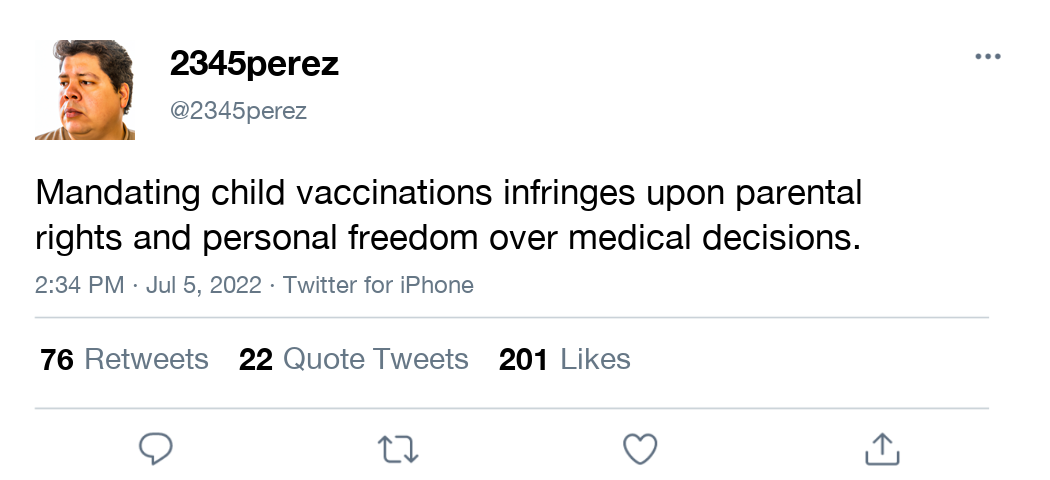 2345perez
@2345perez
Mandating child vaccinations infringes upon parental
rights and personal freedom over medical decisions.
2:34 PM · Jul 5, 2022 · Twitter for iPhone
76 Retweets 22 Quote Tweets 201 Likes